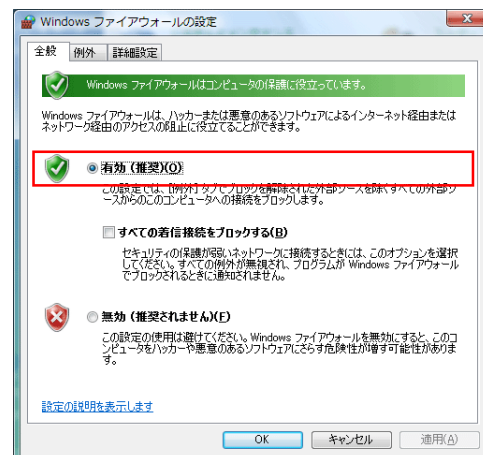 Windows ファイアウォールの設定
全般 例外 詳細設定
Windows ファイアウォールはコンピュータの保護に役立っています。
Windows ファイアウォールは、ハッカーまたは悪意のあるソフトウェアによるインターネット経由または
ネットワーク経由のアクセスの阻止に役立てることができます。
有効 (推奨)(O)
この設定では、[例外] タブでブロックを解除された外部ソースを除くすべての外部ソ
ースからのこのコンピュータへの接続をブロックします。
すべての着信接続をブロックする(B)
セキュリティの保護が弱いネットワークに接続するときには、このオプションを選択
してください。すべての例外が無視され、プログラムが Windows ファイアウォール
でブロックされるときに通知されません。
無効 (推奨されません)(F)
この設定の使用は避けてください。Windows ファイアウォールを無効にすると、このコ
ンピュータをハッカーや悪意のあるソフトウェアにさらす危険性が増す可能性がありま
す。
設定の説明を表示します
OK キャンセル 適用(A)